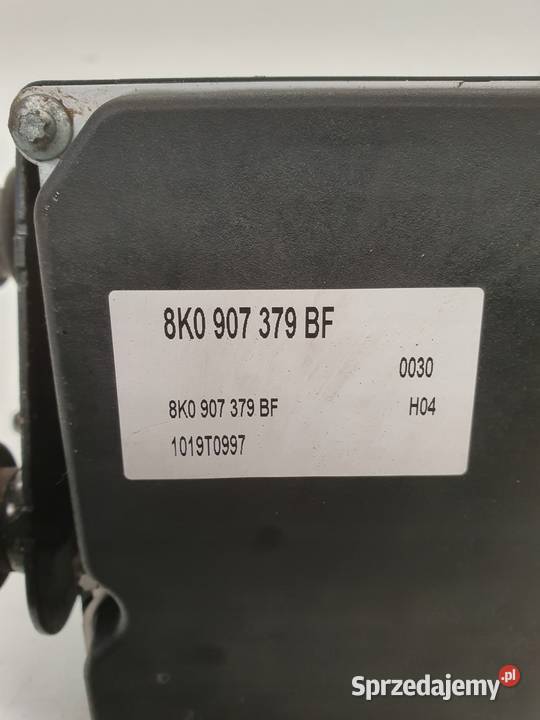 8K0 907 379 BF
0030
8K0 907 379 BF H04
1019T0997
Sprzedajemy.pl